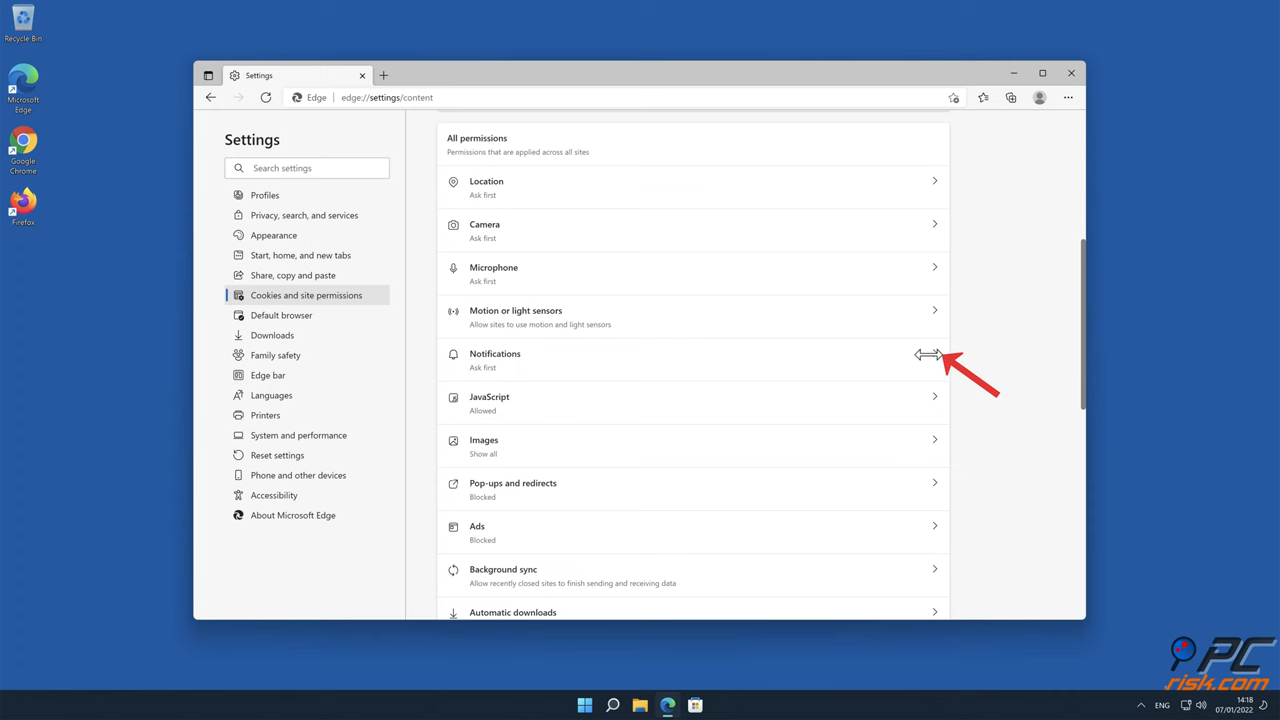 Recycle Bin
Microsoft
Edge
Google
Chrome
Firefox
Settings
Edge
edge://settings/content
Settings
Search settings
Profiles
Privacy, search, and services
Appearance
Start, home, and new tabs
Share, copy and paste
Cookies and site permissions
Default browser
Downloads
Family safety
Edge bar
Languages
Printers
System and performance
Reset settings
Phone and other devices
Accessibility
About Microsoft Edge
All permissions
Permissions that are applied across all sites
Location
Ask first
Camera
Ask first
Microphone
Ask first
Motion or light sensors
Allow sites to use motion and light sensors
Notifications
Ask first
JavaScript
Allowed
Images
Show all
Pop-ups and redirects
Blocked
Ads
Blocked
Background sync
Allow recently closed sites to finish sending and receiving data
Automatic downloads
PC
risk.com
ENG
14:18
07/01/2022